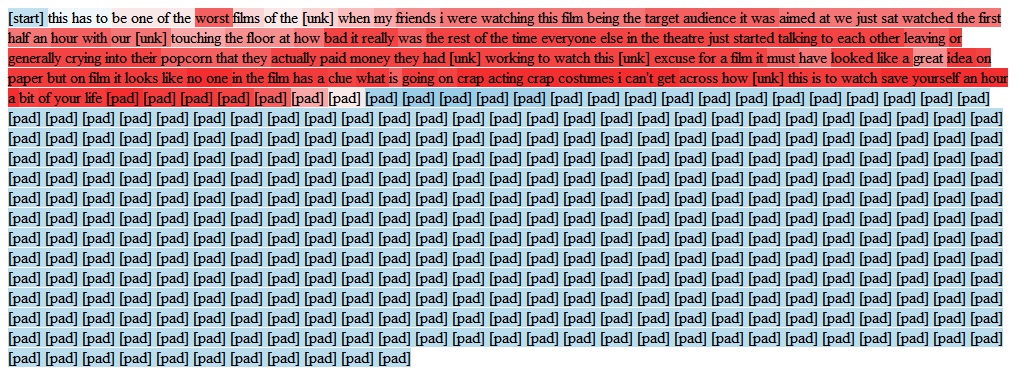 [start] this has to be one of the worst films of the [unk] when my friends i were watching this film being the target audience it was aimed at we just sat watched the first
half an hour with our [unk] touching the floor at how bad it really was the rest of the time everyone else in the theatre just started talking to each other leaving or
generally crying into their popcorn that they actually paid money they had [unk] working to watch this [unk] excuse for a film it must have looked like a great idea on
paper but on film it looks like no one in the film has a clue what is going on crap acting crap costumes i can't get across how [unk] this is to watch save yourself an hour
a bit of your life [pad] [pad] [pad] [pad] [pad] [pad] [pad] [pad] [pad] [pad] [pad] [pad] [pad] [pad] [pad] [pad] [pad] [pad] [pad] [pad] [pad] [pad] [pad] [pad]
[pad] [pad] [pad] [pad] [pad] [pad] [pad] [pad] [pad] [pad] [pad] [pad] [pad] [pad] [pad] [pad] [pad] [pad] [pad] [pad] [pad] [pad] [pad] [pad] [pad] [pad] [pad]
[pad] [pad] [pad] [pad] [pad] [pad] [pad] [pad] [pad] [pad] [pad] [pad] [pad] [pad] [pad] [pad] [pad] [pad] [pad] [pad] [pad] [pad] [pad] [pad] [pad] [pad] [pad]
[pad] [pad] [pad] [pad] [pad] [pad] [pad] [pad] [pad] [pad] [pad] [pad] [pad] [pad] [pad] [pad] [pad] [pad] [pad] [pad] [pad] [pad] [pad] [pad] [pad] [pad] [pad]
[pad] [pad] [pad] [pad] [pad] [pad] [pad] [pad] [pad] [pad] [pad] [pad] [pad] [pad] [pad] [pad] [pad] [pad] [pad] [pad] [pad] [pad] [pad] [pad] [pad] [pad] [pad]
[pad] [pad] [pad] [pad] [pad] [pad] [pad] [pad] [pad] [pad] [pad] [pad] [pad] [pad] [pad] [pad] [pad] [pad] [pad] [pad] [pad] [pad] [pad] [pad] [pad] [pad] [pad]
[pad] [pad] [pad] [pad] [pad] [pad] [pad] [pad] [pad] [pad] [pad] [pad] [pad] [pad] [pad] [pad] [pad] [pad] [pad] [pad] [pad] [pad] [pad] [pad] [pad] [pad] [pad]
[pad] [pad] [pad] [pad] [pad] [pad] [pad] [pad] [pad] [pad] [pad] [pad] [pad] [pad] [pad] [pad] [pad] [pad] [pad] [pad] [pad] [pad] [pad] [pad] [pad] [pad] [pad]
[pad] [pad] [pad] [pad] [pad] [pad] [pad] [pad] [pad] [pad] [pad] [pad] [pad] [pad] [pad] [pad] [pad] [pad] [pad] [pad] [pad] [pad] [pad] [pad] [pad] [pad] [pad]
[pad] [pad] [pad] [pad] [pad] [pad] [pad] [pad] [pad] [pad] [pad] [pad] [pad] [pad] [pad] [pad] [pad] [pad] [pad] [pad] [pad] [pad] [pad] [pad] [pad] [pad] [pad]
[pad] [pad] [pad] [pad] [pad] [pad] [pad] [pad] [pad] [pad] [pad] [pad] [pad] [pad] [pad] [pad] [pad] [pad] [pad] [pad] [pad] [pad] [pad] [pad] [pad] [pad] [pad]
[pad] [pad] [pad] [pad] [pad] [pad] [pad] [pad] [pad] [pad] [pad] [pad] [pad] [pad] [pad] [pad] [pad] [pad] [pad] [pad] [pad] [pad] [pad] [pad] [pad] [pad] [pad]
[pad] [pad] [pad] [pad] [pad] [pad] [pad] [pad] [pad] [pad] [pad] [pad] [pad] [pad] [pad] [pad] [pad] [pad] [pad] [pad] [pad] [pad] [pad] [pad] [pad] [pad] [pad]
[pad] [pad] [pad] [pad] [pad] [pad] [pad] [pad] [pad] [pad] [pad]